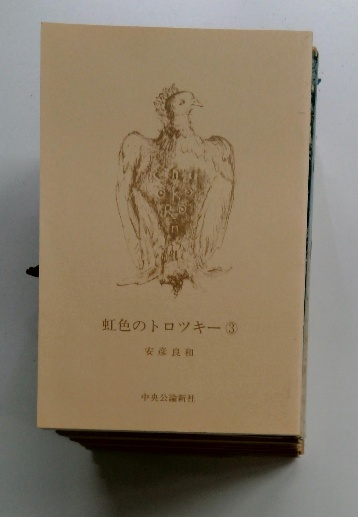 虹色のトロツキー③
安彦良和
中央公論新社